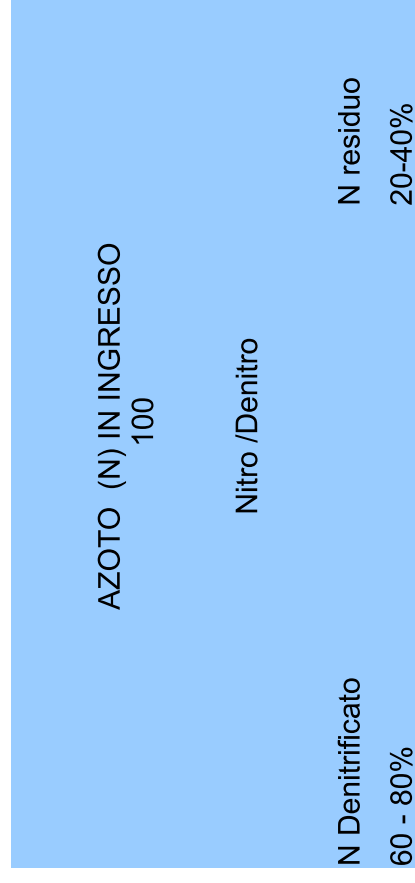 AZOTO (N) IN INGRESSO
100
Nitro /Denitro
N Denitrificato
60 - 80%
N residuo
20-40%